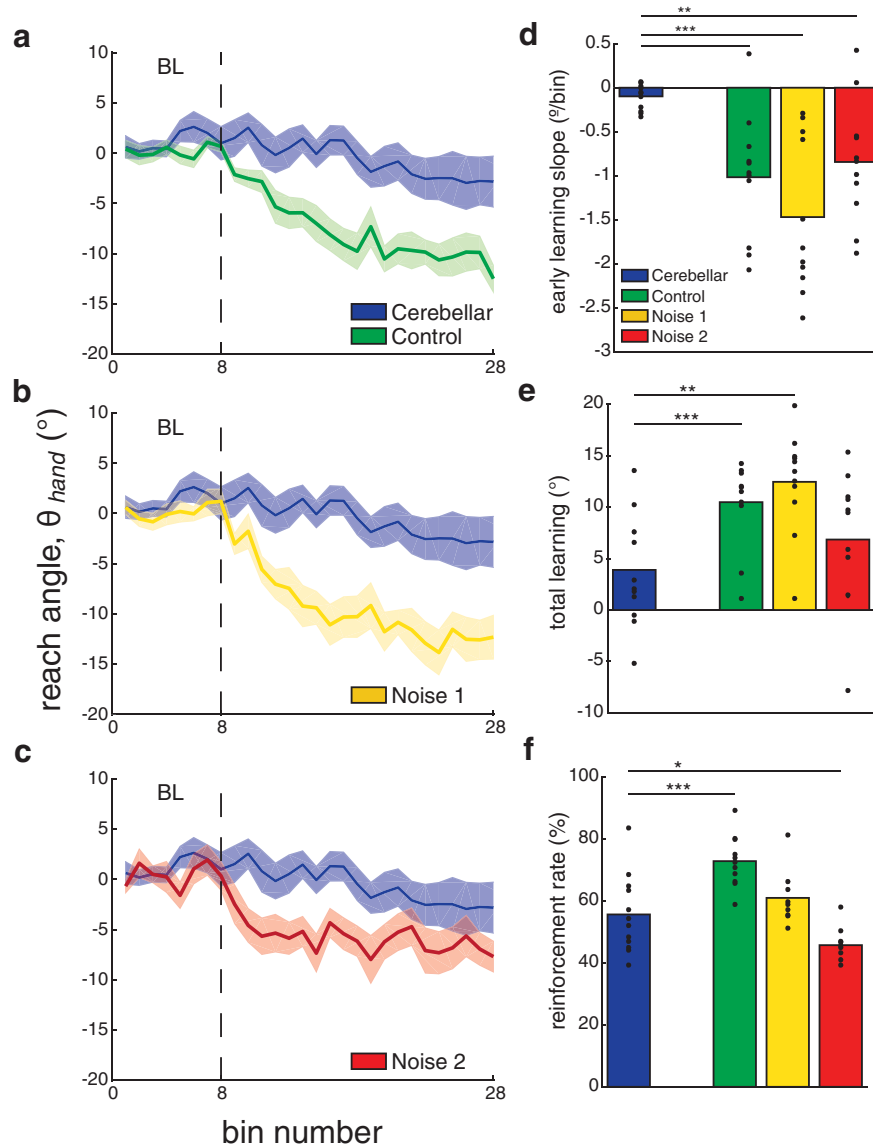 a
10
5
0
-5
-10
-15
-20
BL
Cerebellar
Control
0
8
28
b
10
5
0
-5
-10
-15
-20
BL
Noise 1
0
8
28
c
10
5
0
-5
-10
-15
-20
BL
Noise 2
0
8
28
reach angle, θ hand (°)
bin number
d
**
***
0.5
0
-0.5
-1
-1.5
-2
-2.5
-3
early learning slope (º/bin)
Cerebellar
Control
Noise 1
Noise 2
e
**
***
20
15
10
5
0
-5
-10
total learning (°)
f
*
***
100
80
60
40
20
0
reinforcement rate (%)